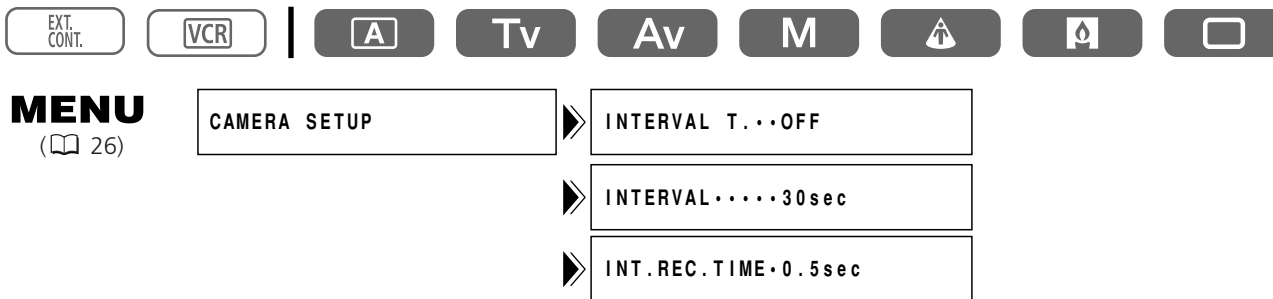 EXT. CONT. VCR A Tv Av M
MENU
(26)
CAMERA SETUP
INTERVAL T.··OFF
INTERVAL·····30sec
INT.REC.TIME·0.5sec